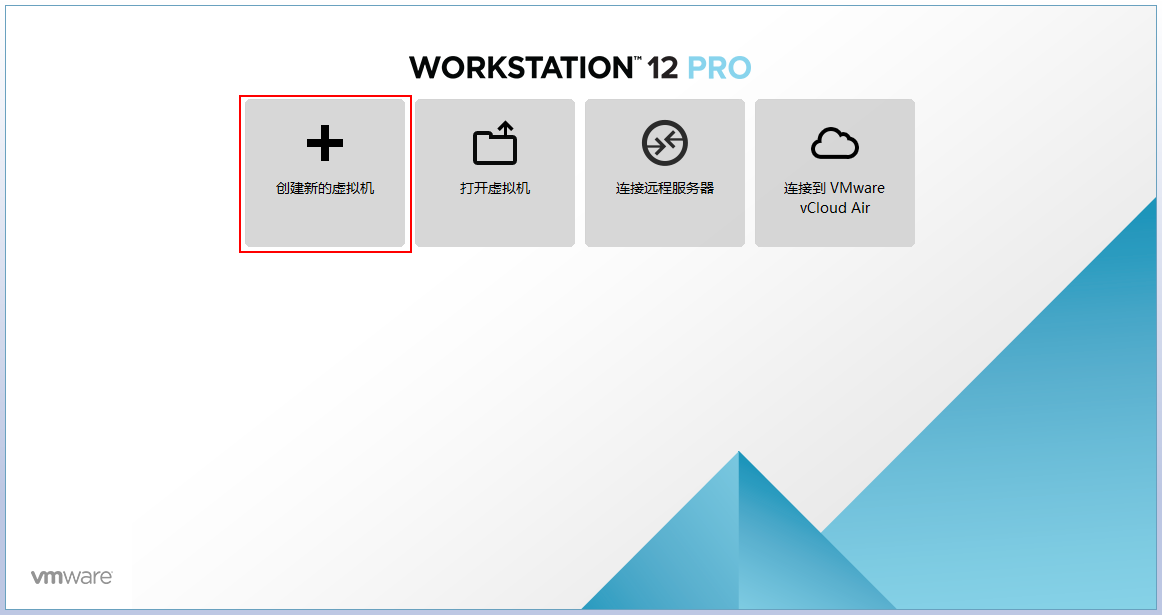 WORKSTATION™ 12 PRO
创建新的虚拟机
打开虚拟机
连接远程服务器
连接到 VMware
vCloud Air
vmware